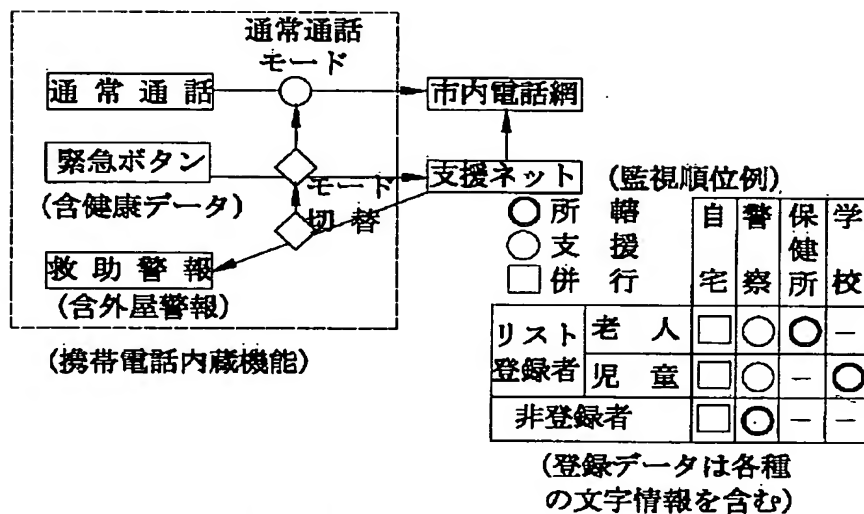 通常通話
モード
通常通話
市内電話網
緊急ボタン
モード
支援ネット
(含健康データ)
切替
救助警報
(含外屋警報)
(携帯電話内蔵機能)
(監視順位例)
◎所轄
○支援
□併行
自宅 警察 保健所 学校
リスト登録者 老人 □ ○ ◎ −
児童 □ ○ − ◎
非登録者 □ ◎ − −
(登録データは各種
の文字情報を含む)